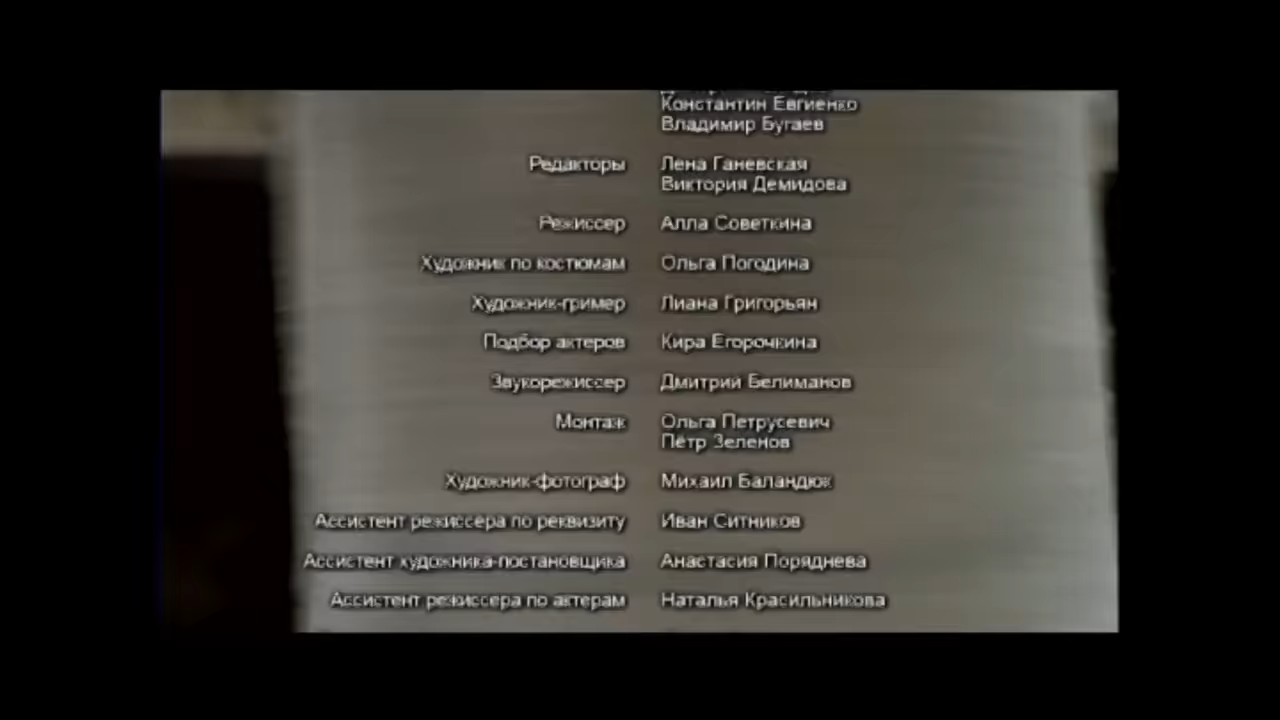 Константин Евгиенко
Владимир Бугаев
Редакторы Лена Ганевская
Виктория Демидова
Режиссер Алла Советкина
Художник по костюмам Ольга Погодина
Художник-гример Лиана Григорьян
Подбор актеров Кира Егорочкина
Звукорежиссер Дмитрий Белиманов
Монтаж Ольга Петрусевич
Петр Зеленов
Художник-фотограф Михаил Баландюк
Ассистент режиссера по реквизиту Иван Ситников
Ассистент художника-постановщика Анастасия Поряднева
Ассистент режиссера по актерам Наталья Красильникова